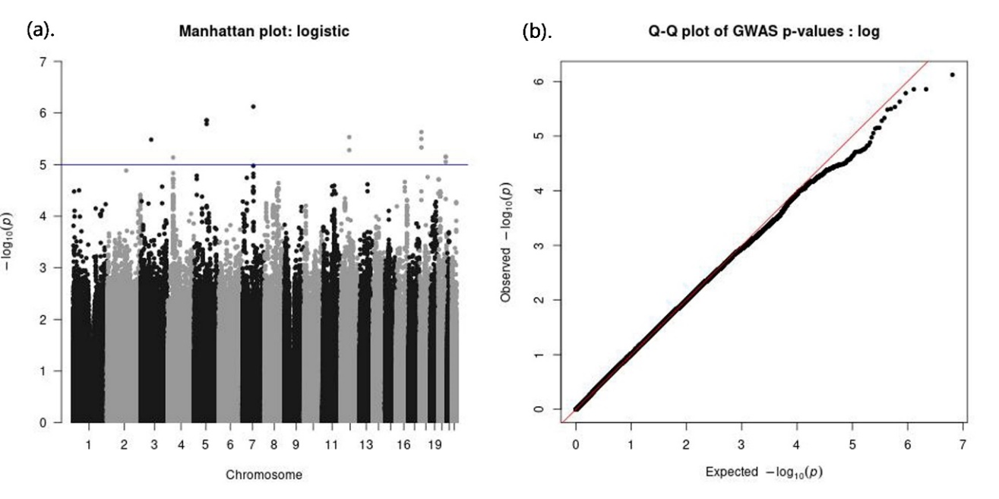 (a).
Manhattan plot: logistic
7
6
5
4
3
2
1
0
−log10(p)
1 2 3 4 5 6 7 8 9 11 13 16 19
Chromosome
(b).
Q-Q plot of GWAS p-values : log
6
5
4
3
2
1
0
Observed −log10(p)
0 1 2 3 4 5 6 7
Expected −log10(p)